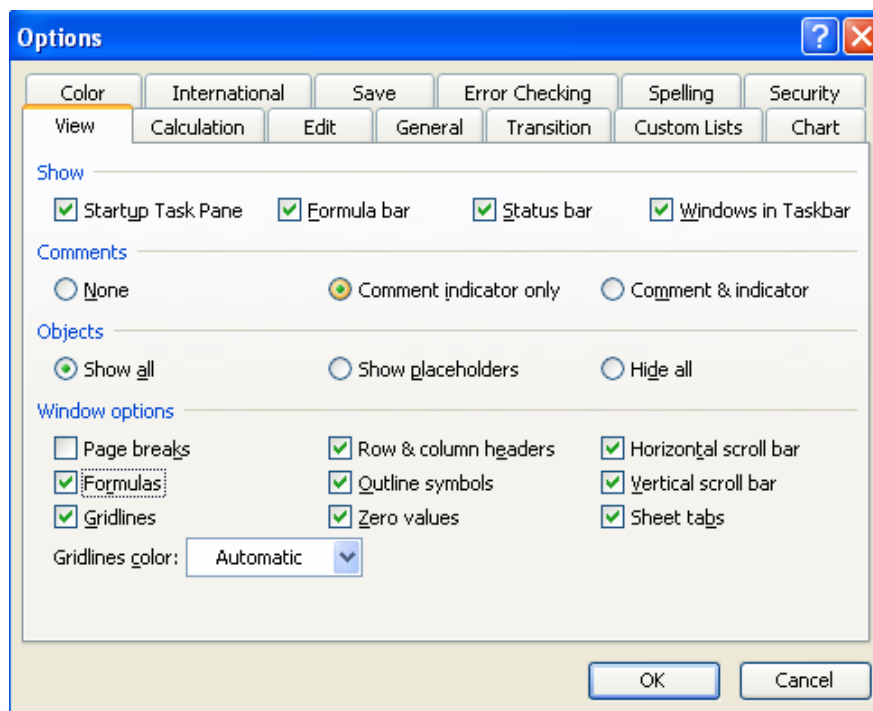 Options
Color International Save Error Checking Spelling Security
View Calculation Edit General Transition Custom Lists Chart
Show
Startup Task Pane Formula bar Status bar Windows in Taskbar
Comments
None Comment indicator only Comment & indicator
Objects
Show all Show placeholders Hide all
Window options
Page breaks Row & column headers Horizontal scroll bar
Formulas Outline symbols Vertical scroll bar
Gridlines Zero values Sheet tabs
Gridlines color: Automatic
OK Cancel